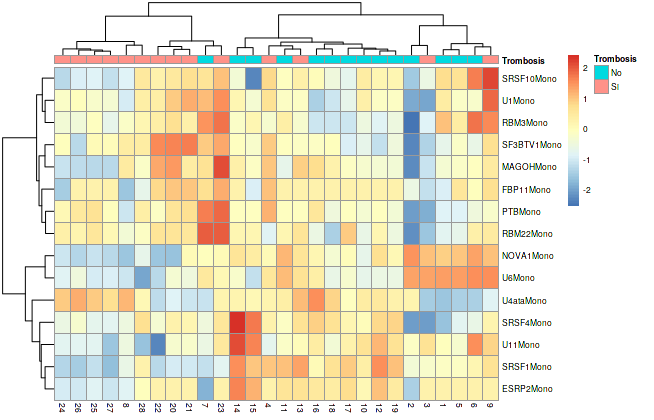 Trombosis
SRSF10Mono
U1Mono
RBM3Mono
SF3BTV1Mono
MAGOHMono
FBP11Mono
PTBMono
RBM22Mono
NOVA1Mono
U6Mono
U4ataMono
SRSF4Mono
U11Mono
SRSF1Mono
ESRP2Mono
24 26 25 27 8 28 22 20 21 7 23 14 15 4 11 13 16 18 17 10 12 19 2 3 1 5 6 9
2
1
0
-1
-2
Trombosis
No
SI